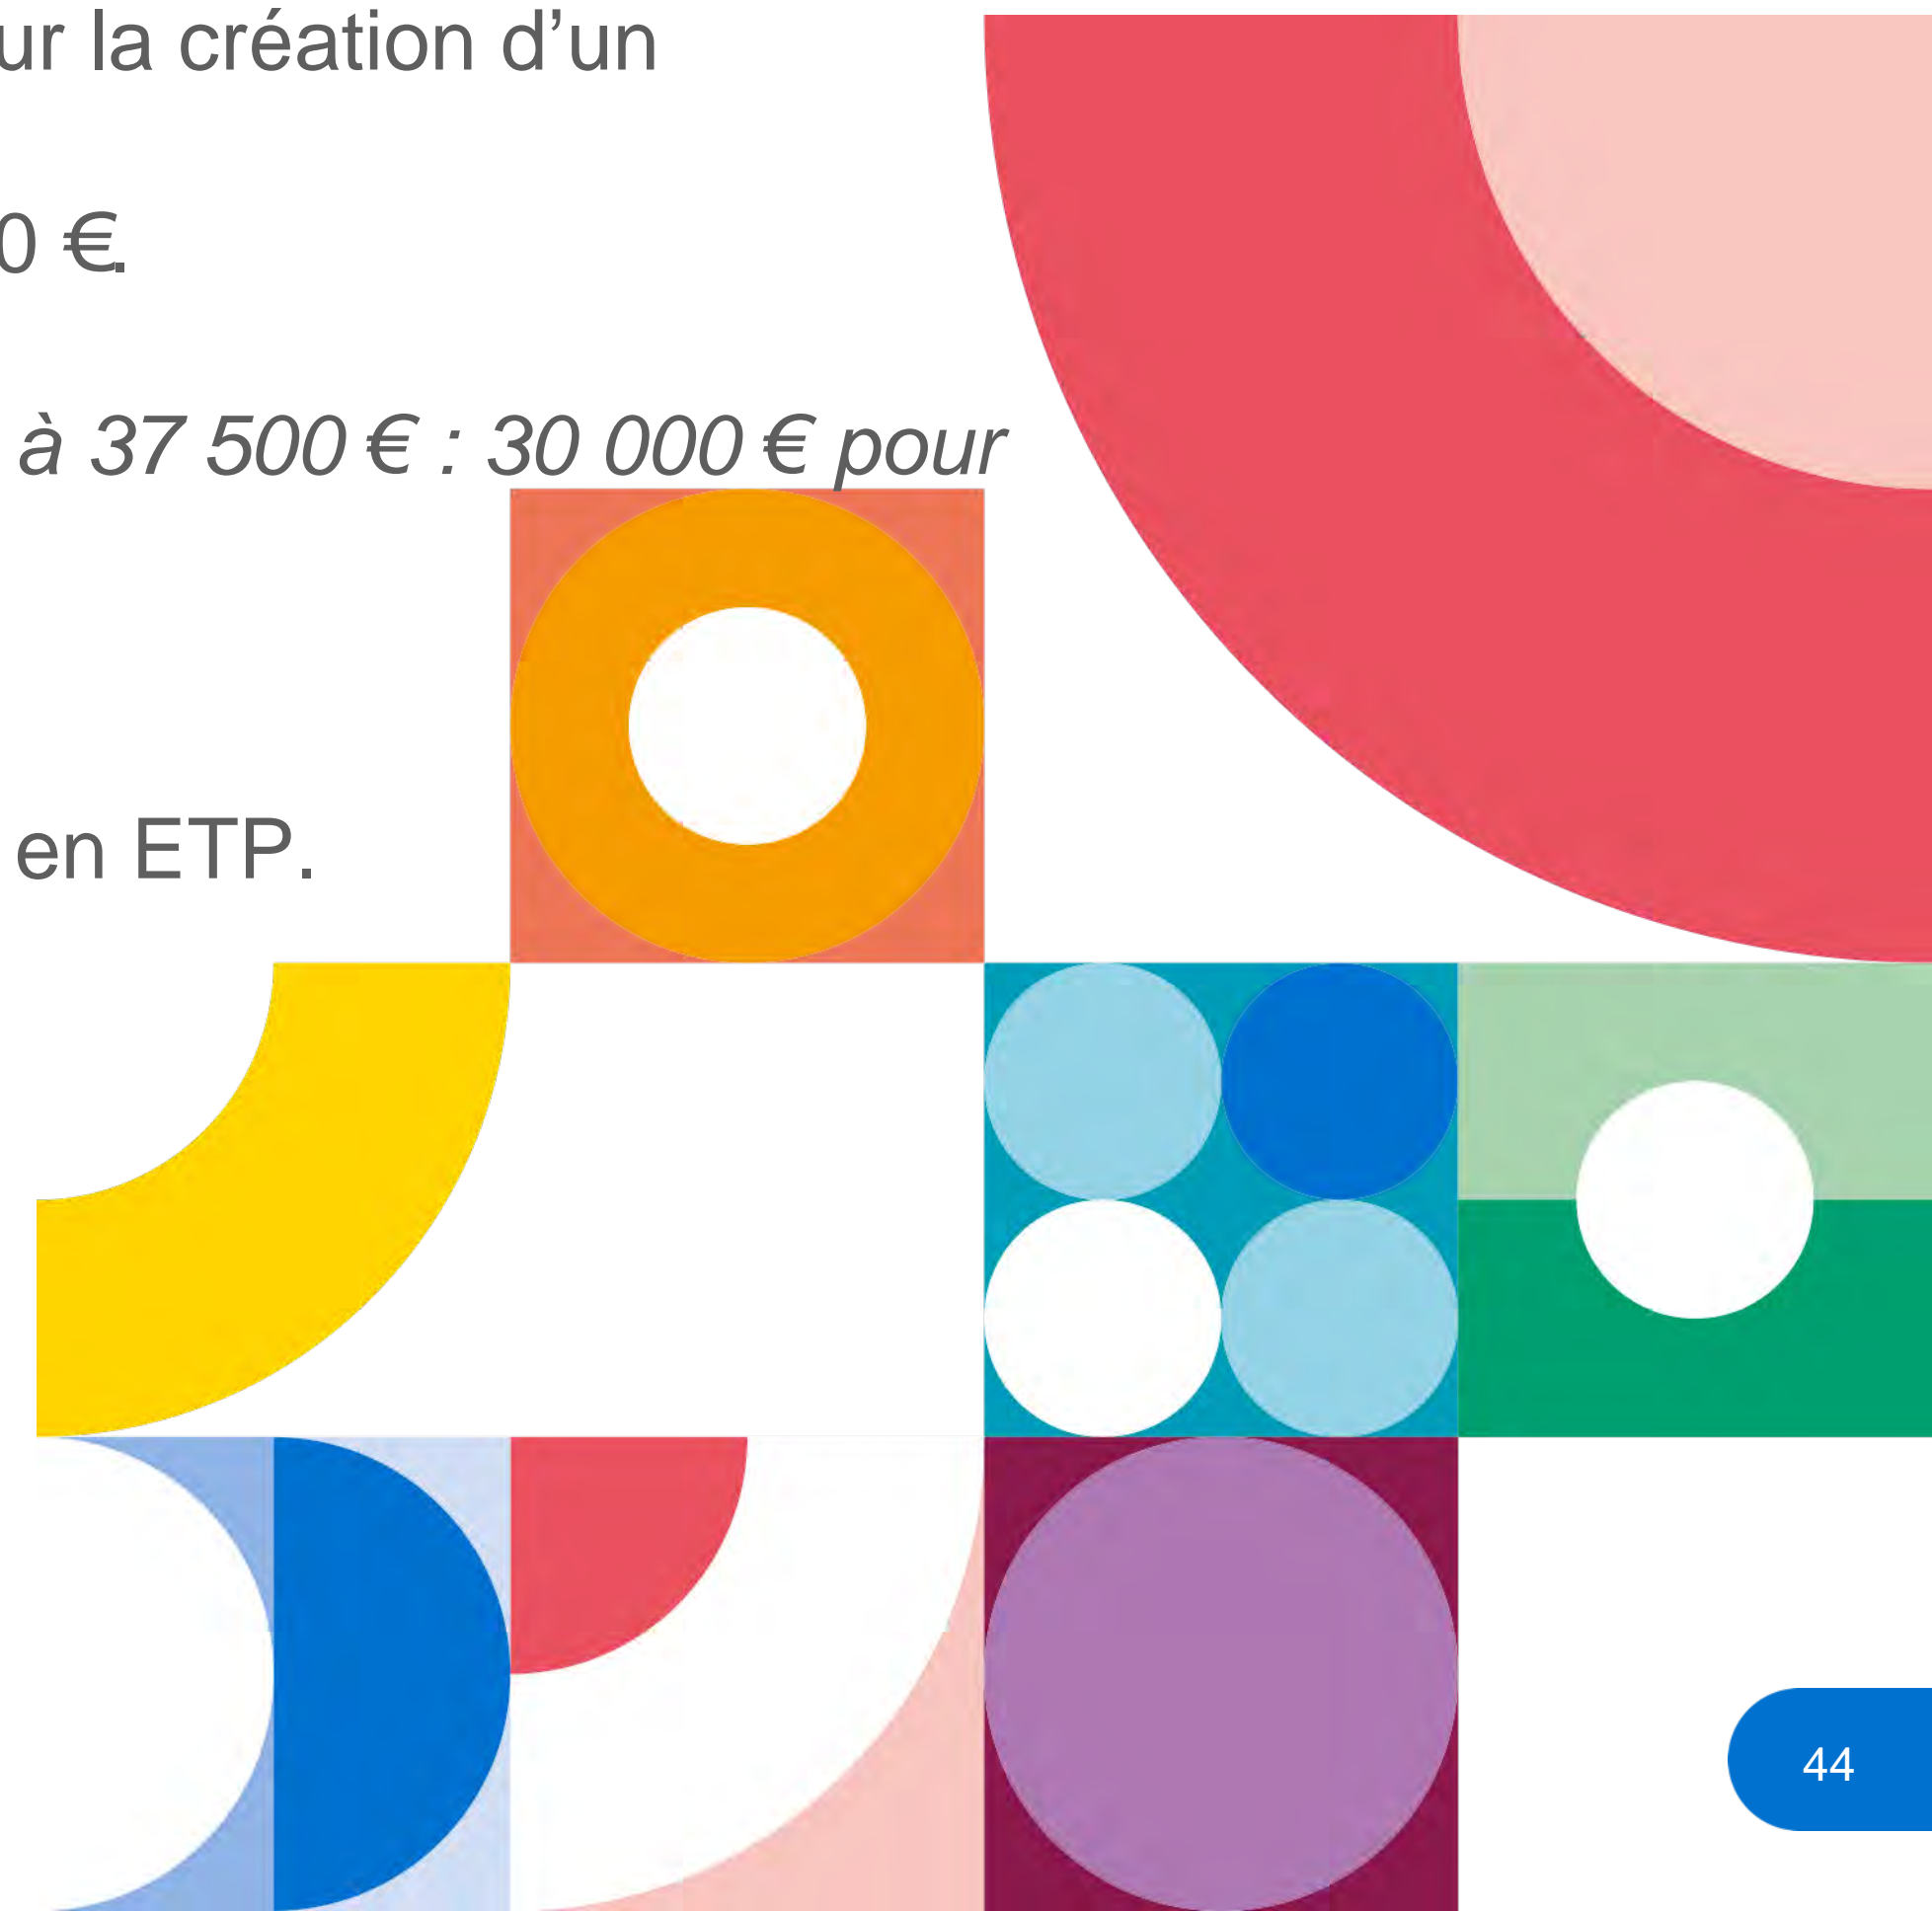 ur la création d’un
0 €.
à 37 500 € : 30 000 € pour
en ETP.
44